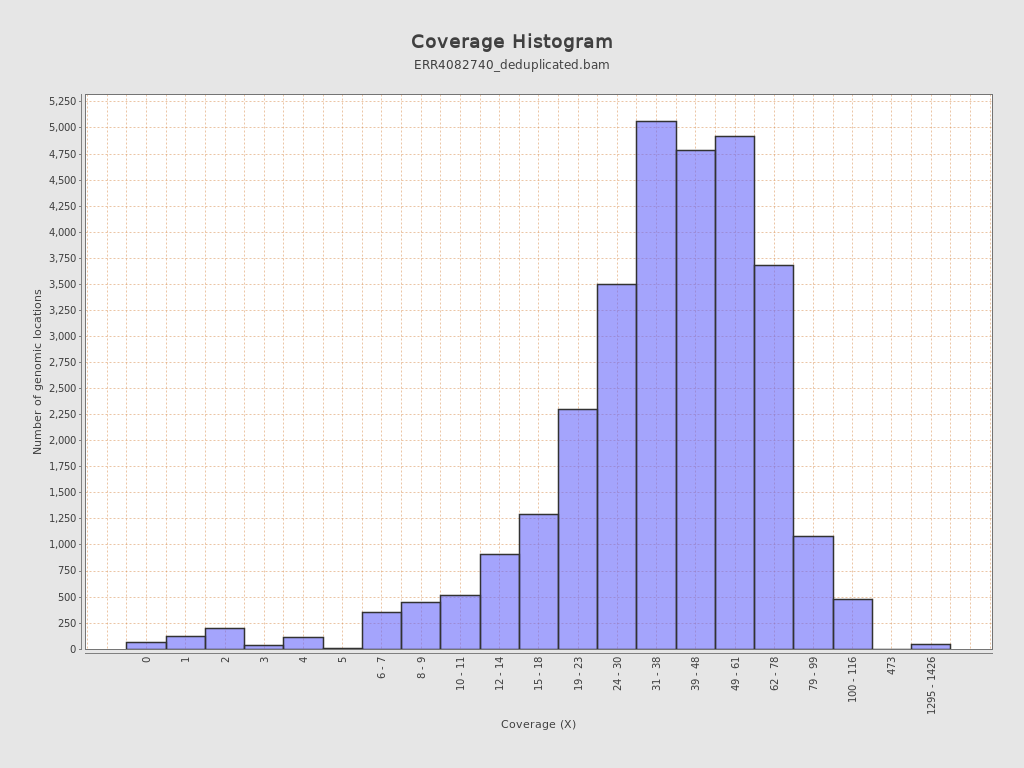 Coverage Histogram
ERR4082740_deduplicated.bam
Number of genomic locations
5,250
5,000
4,750
4,500
4,250
4,000
3,750
3,500
3,250
3,000
2,750
2,500
2,250
2,000
1,750
1,500
1,250
1,000
750
500
250
0
0
1
2
3
4
5
6 - 7
8 - 9
10 - 11
12 - 14
15 - 18
19 - 23
24 - 30
31 - 38
39 - 48
49 - 61
62 - 78
79 - 99
100 - 116
473
1295 - 1426
Coverage (X)